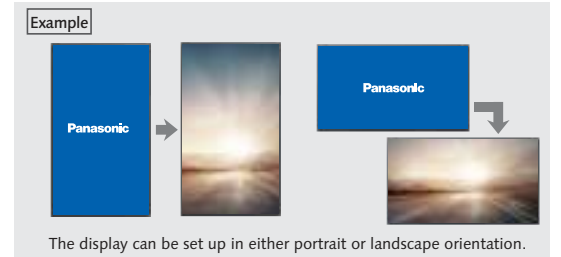 Example
Panasonic
Panasonic
The display can be set up in either portrait or landscape orientation.